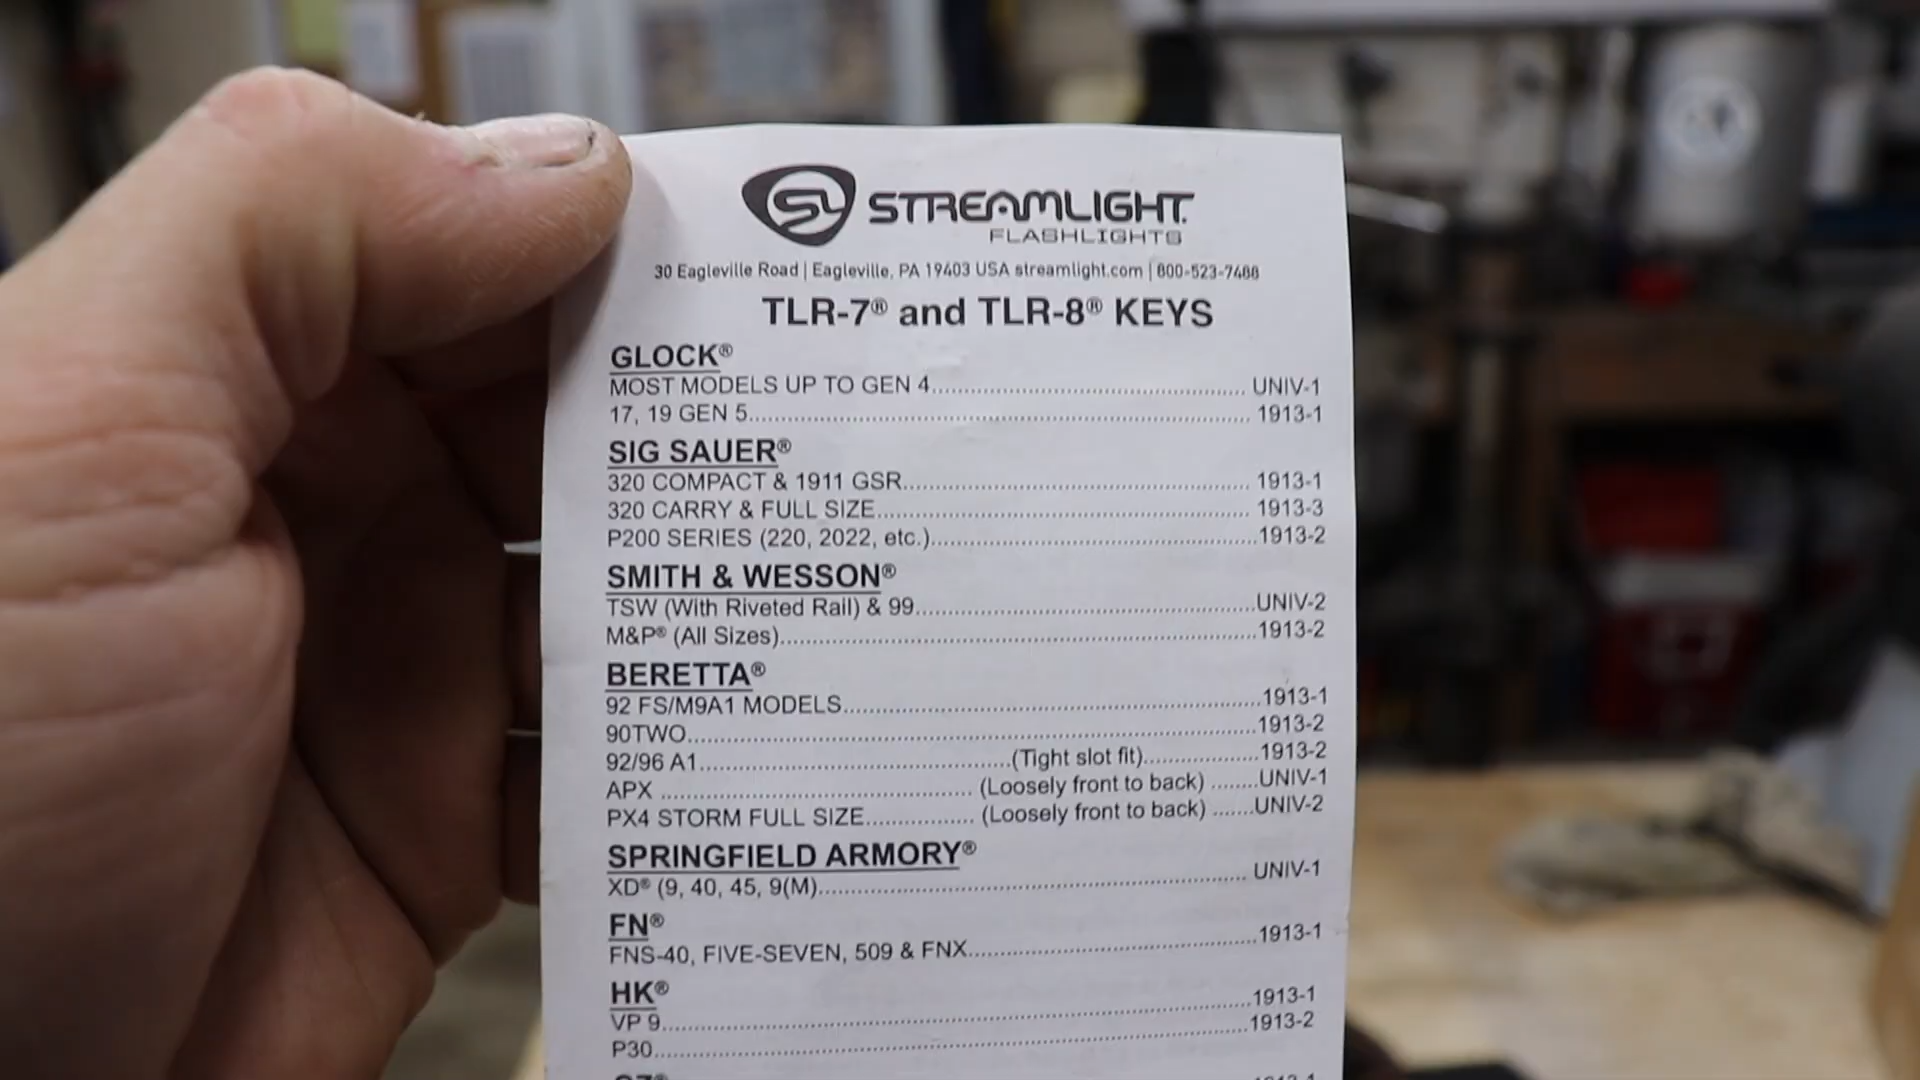 STREAMLIGHT®
FLASHLIGHTS
30 Eagleville Road | Eagleville, PA 19403 USA streamlight.com | 800-523-7488
TLR-7® and TLR-8® KEYS
GLOCK®
MOST MODELS UP TO GEN 4 UNIV-1
17, 19 GEN 5 1913-1
SIG SAUER®
320 COMPACT & 1911 GSR 1913-1
320 CARRY & FULL SIZE 1913-3
P200 SERIES (220, 2022, etc.) 1913-2
SMITH & WESSON®
TSW (With Riveted Rail) & 99 UNIV-2
M&P® (All Sizes) 1913-2
BERETTA®
92 FS/M9A1 MODELS 1913-1
90TWO 1913-2
92/96 A1 (Tight slot fit) 1913-2
APX (Loosely front to back) UNIV-1
PX4 STORM FULL SIZE (Loosely front to back) UNIV-2
SPRINGFIELD ARMORY®
XD® (9, 40, 45, 9(M) UNIV-1
FN®
FNS-40, FIVE-SEVEN, 509 & FNX 1913-1
HK®
VP 9 1913-1
P30 1913-2